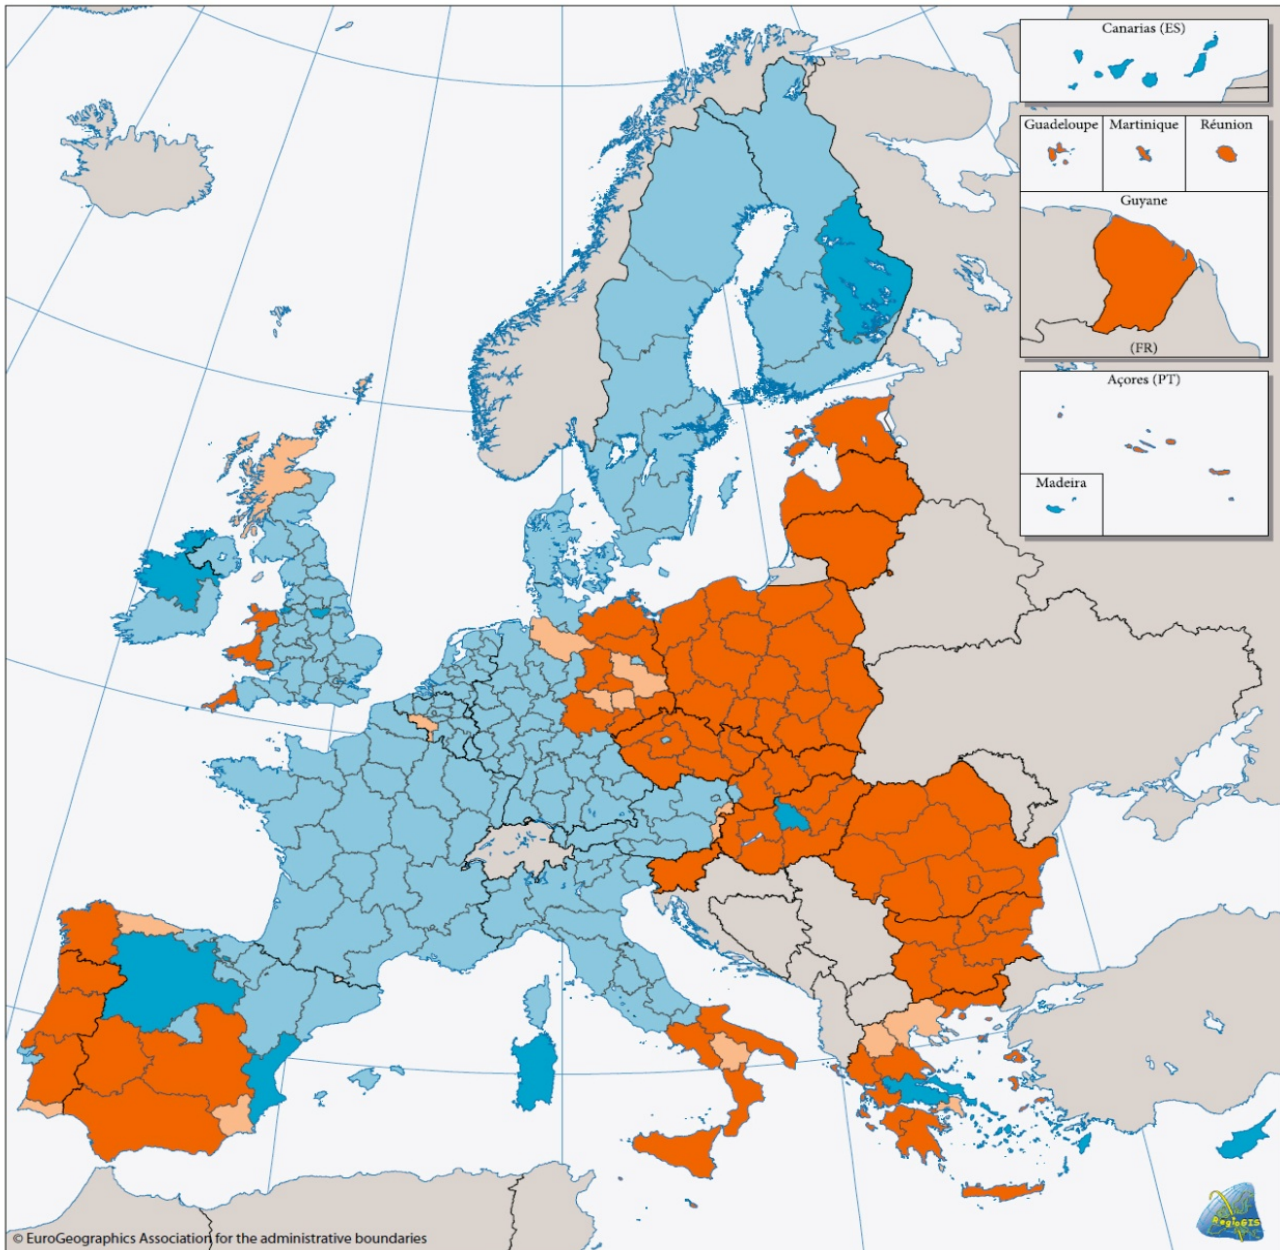 Canarias (ES)
Guadeloupe
Martinique
Réunion
Guyane
(FR)
Açores (PT)
Madeira
RegioGIS
© EuroGeographics Association for the administrative boundaries